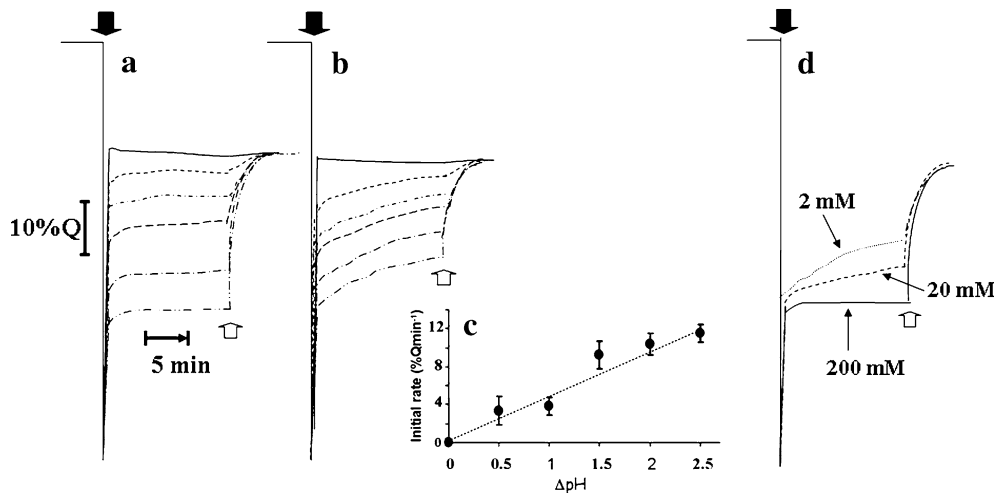 a
b
d
10%Q
5 min
2 mM
20 mM
200 mM
c
Initial rate (%Qmin⁻¹)
12
8
4
0
0 0.5 1 1.5 2 2.5
ΔpH